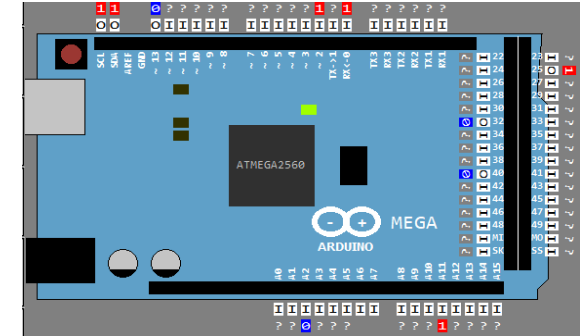 1 1 0 ? ? ? ? ? ? ? ? ? ? 1 ? 1 ? ? ? ? ? ?
O O O I I I I I I I I I I I I I I I I I I I
SCL SDA AREF GND ~ 13 ~ 12 ~ 11 ~ 10 ~ 9 ~ 8 ~ 7 ~ 6 ~ 5 ~ 4 ~ 3 ~ 2 TX->1 RX<-0 TX3 RX3 TX2 RX2 TX1 RX1
? I 22 23 I ?
? I 24 25 O 1
? I 26 27 I ?
? I 28 29 I ?
? I 30 31 I ?
0 O 32 33 I ?
? I 34 35 I ?
? I 36 37 I ?
? I 38 39 I ?
0 O 40 41 I ?
? I 42 43 I ?
? I 44 45 I ?
? I 46 47 I ?
? I 48 49 I ?
? I MI MO I ?
? I SK SS I ?
ATMEGA2560
- + MEGA
ARDUINO
A0 A1 A2 A3 A4 A5 A6 A7 A8 A9 A10 A11 A12 A13 A14 A15
I I I I I I I I I I I I I I I I
? ? 0 ? ? ? ? ? ? 1 ? ?